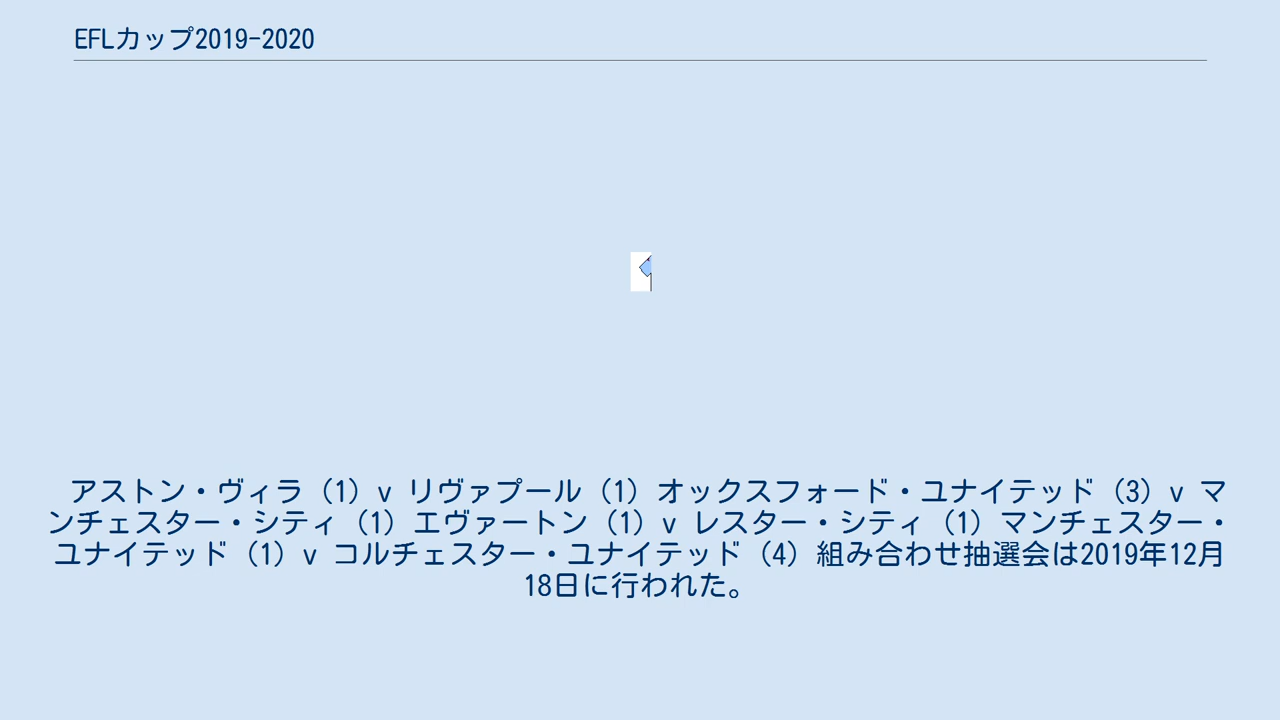 EFLカップ2019-2020
アストン・ヴィラ（1）v リヴァプール（1）オックスフォード・ユナイテッド（3）v マ
ンチェスター・シティ（1）エヴァートン（1）v レスター・シティ（1）マンチェスター・
ユナイテッド（1）v コルチェスター・ユナイテッド（4）組み合わせ抽選会は2019年12月
18日に行われた。